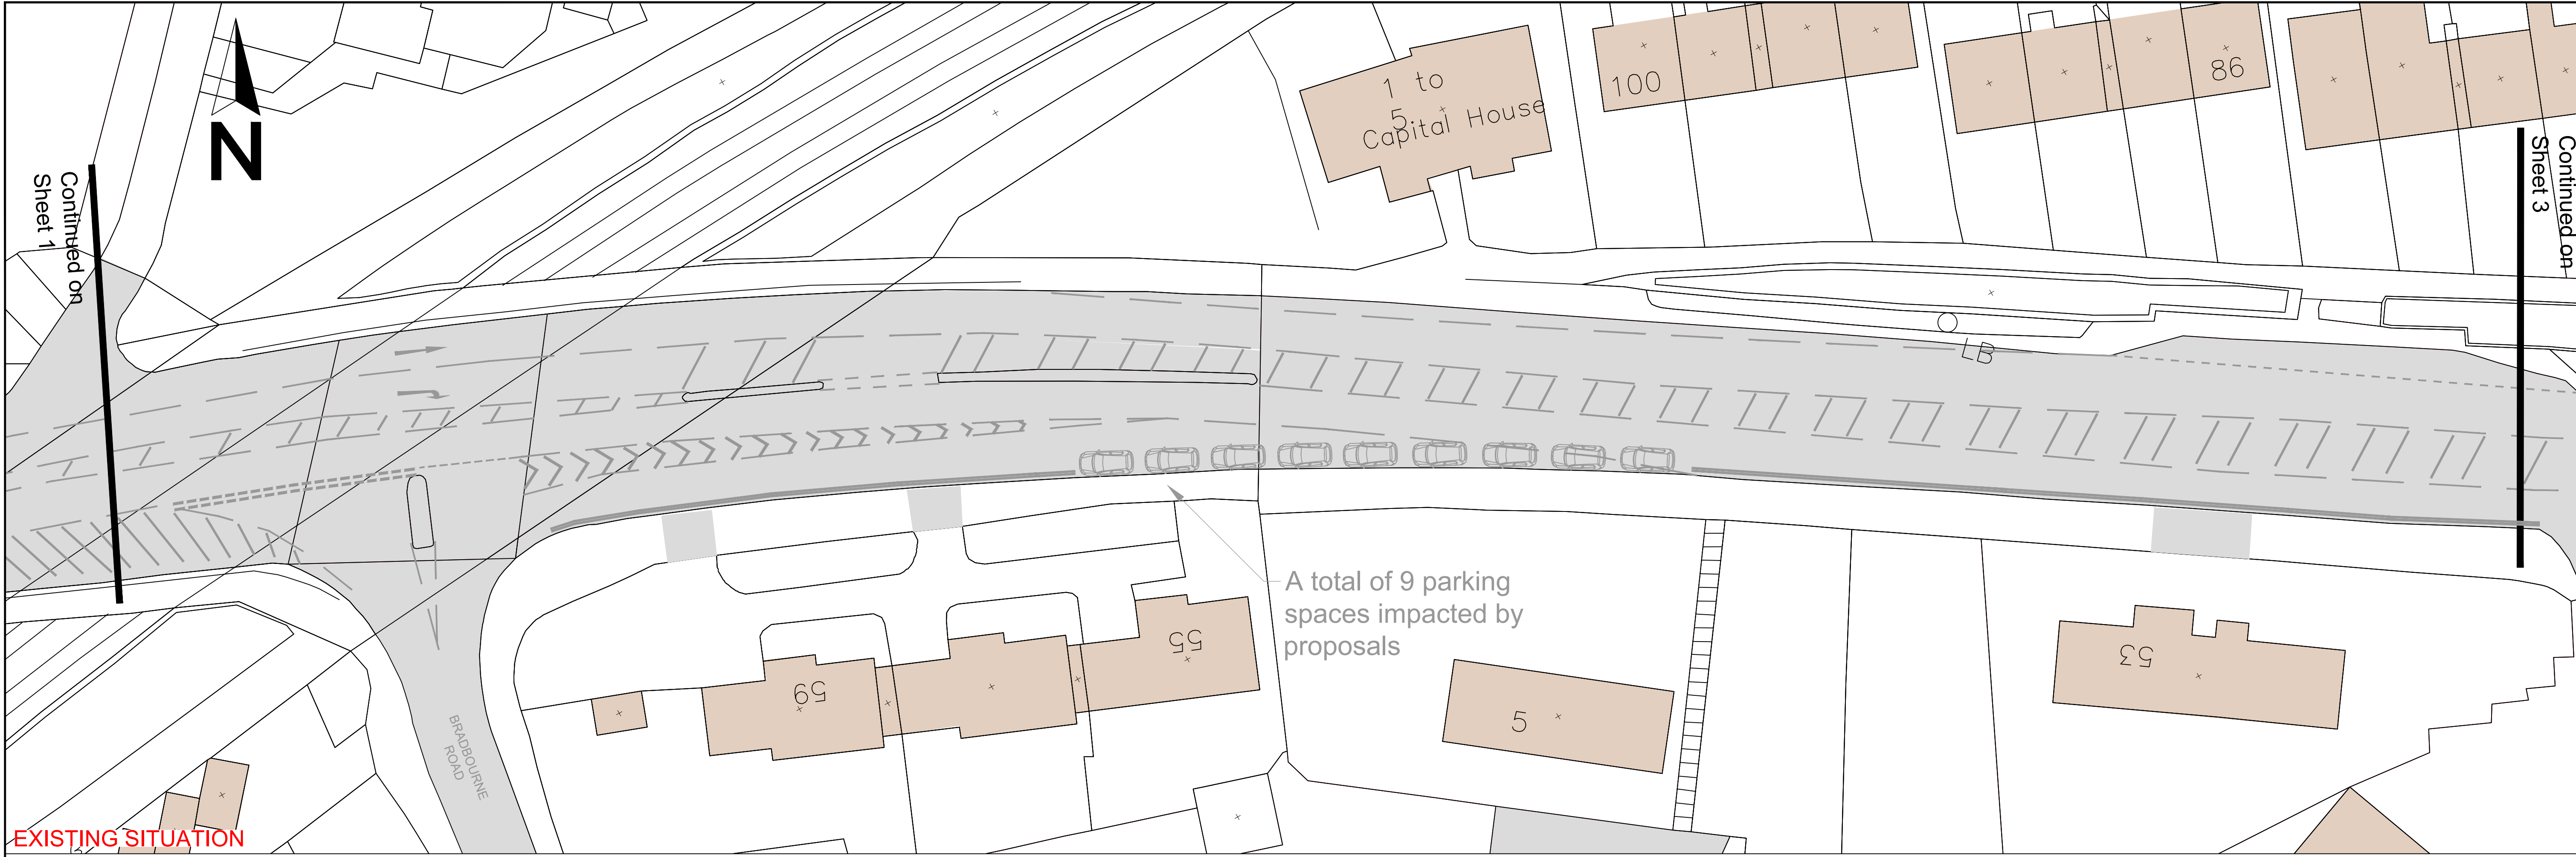 N
Continued on
Sheet 1
1 to
5
Capital House
100
86
Continued on
Sheet 3
LB
A total of 9 parking
spaces impacted by
proposals
55
59
5
53
BRADBOURNE
ROAD
EXISTING SITUATION